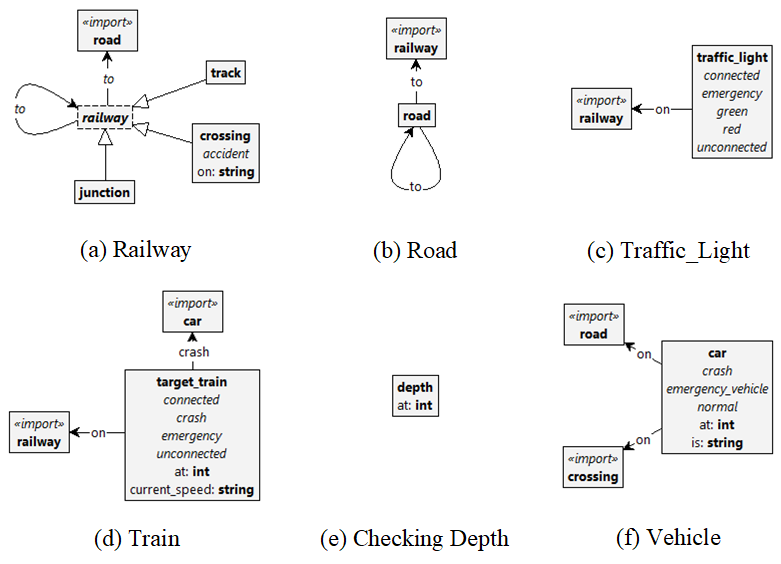 «import»
road
to
to
railway
track
crossing
accident
on: string
junction
(a) Railway
«import»
railway
to
road
to
(b) Road
«import»
railway
on
traffic_light
connected
emergency
green
red
unconnected
(c) Traffic_Light
«import»
car
crash
target_train
connected
crash
emergency
unconnected
at: int
current_speed: string
«import»
railway
on
(d) Train
depth
at: int
(e) Checking Depth
«import»
road
on
car
crash
emergency_vehicle
normal
at: int
is: string
on
«import»
crossing
(f) Vehicle